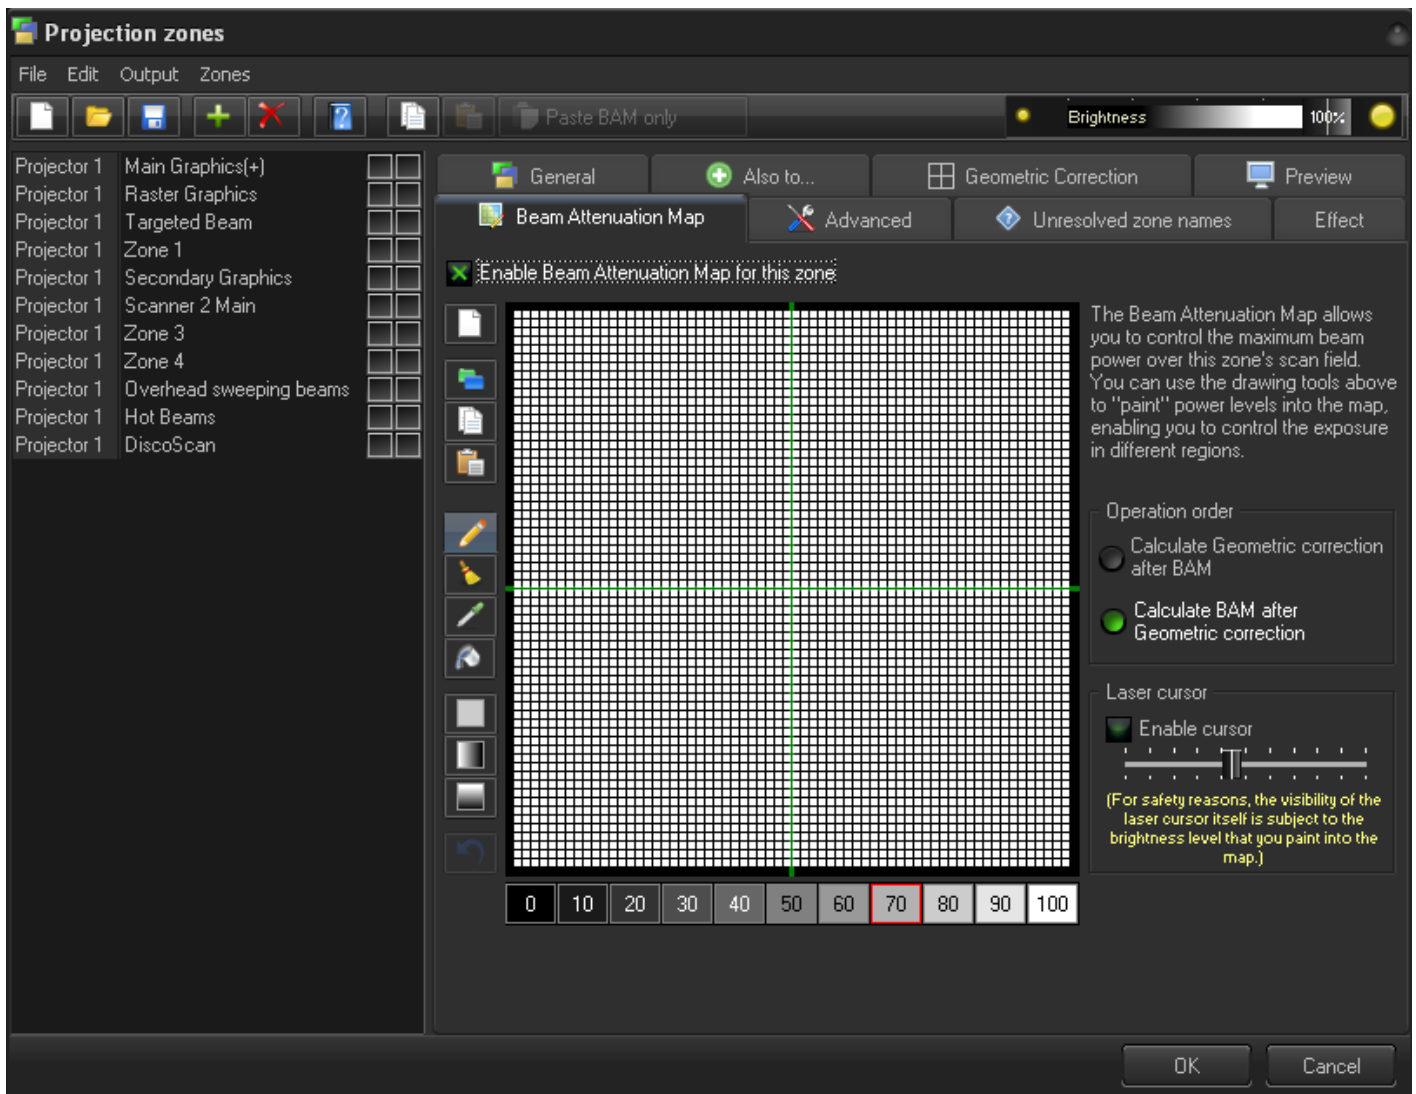 Projection zones
File Edit Output Zones
Paste BAM only
Brightness 100%
Projector 1 Main Graphics(+)
Projector 1 Raster Graphics
Projector 1 Targeted Beam
Projector 1 Zone 1
Projector 1 Secondary Graphics
Projector 1 Scanner 2 Main
Projector 1 Zone 3
Projector 1 Zone 4
Projector 1 Overhead sweeping beams
Projector 1 Hot Beams
Projector 1 DiscoScan
General Also to... Geometric Correction Preview
Beam Attenuation Map Advanced Unresolved zone names Effect
Enable Beam Attenuation Map for this zone
The Beam Attenuation Map allows
you to control the maximum beam
power over this zone's scan field.
You can use the drawing tools above
to "paint" power levels into the map,
enabling you to control the exposure
in different regions.
Operation order
Calculate Geometric correction
after BAM
Calculate BAM after
Geometric correction
Laser cursor
Enable cursor
(For safety reasons, the visibility of the
laser cursor itself is subject to the
brightness level that you paint into the
map.)
0 10 20 30 40 50 60 70 80 90 100
OK Cancel